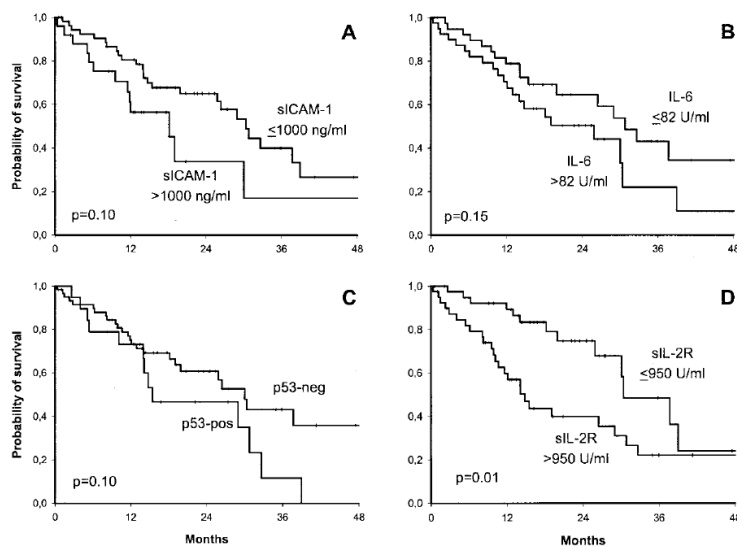 A
Probability of survival
1,0
0,8
0,6
0,4
0,2
0,0
sICAM-1
≤1000 ng/ml
sICAM-1
>1000 ng/ml
p=0.10
0 12 24 36 48
B
Probability of survival
1,0
0,8
0,6
0,4
0,2
0,0
IL-6
≤82 U/ml
IL-6
>82 U/ml
p=0.15
0 12 24 36 48
C
Probability of survival
1,0
0,8
0,6
0,4
0,2
0,0
p53-neg
p53-pos
p=0.10
0 12 24 36 48
Months
D
Probability of survival
1,0
0,8
0,6
0,4
0,2
0,0
sIL-2R
≤950 U/ml
sIL-2R
>950 U/ml
p=0.01
0 12 24 36 48
Months